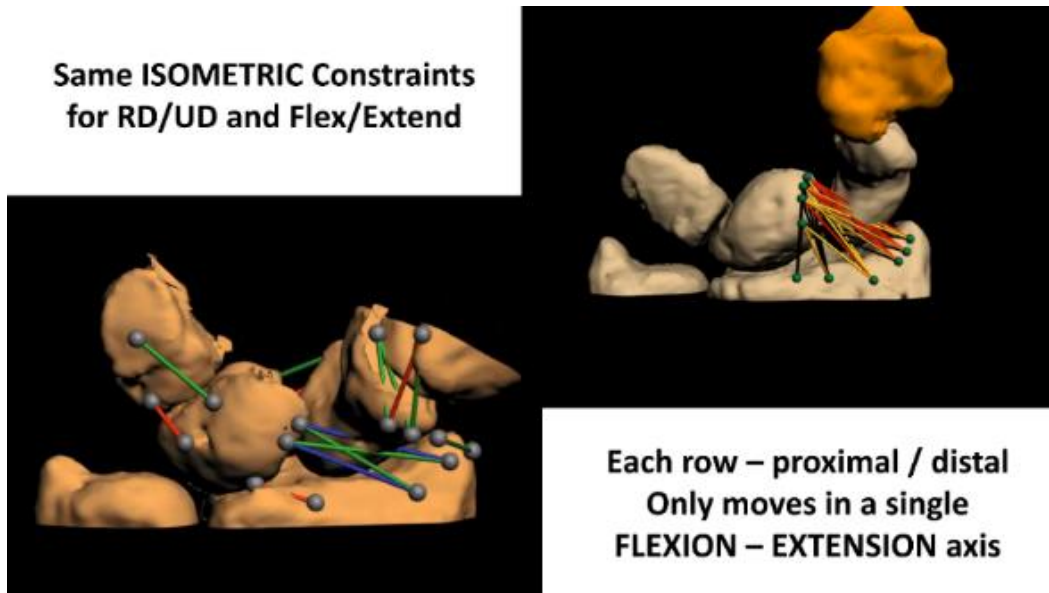 Same ISOMETRIC Constraints
for RD/UD and Flex/Extend
Each row – proximal / distal
Only moves in a single
FLEXION – EXTENSION axis